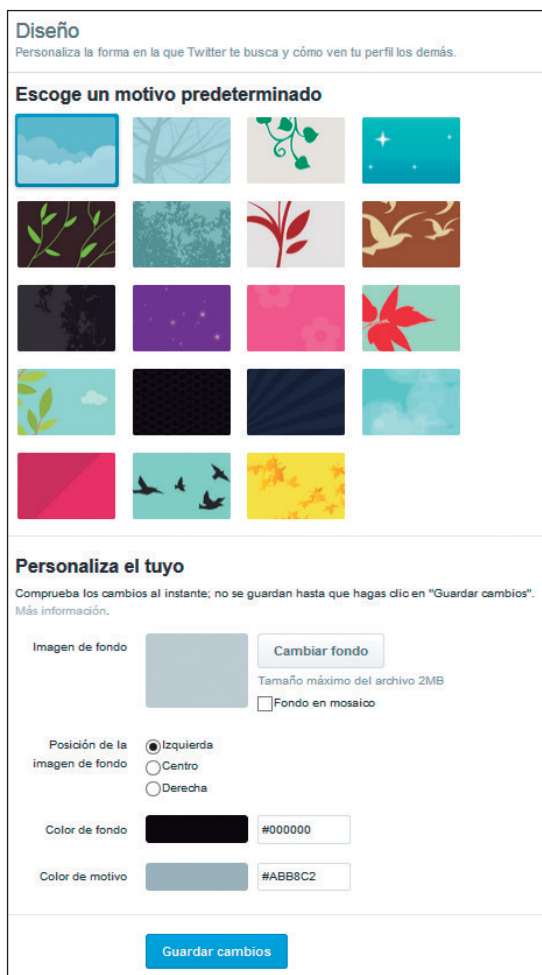 Diseño
Personaliza la forma en la que Twitter te busca y cómo ven tu perfil los demás.
Escoge un motivo predeterminado
Personaliza el tuyo
Comprueba los cambios al instante; no se guardan hasta que hagas clic en "Guardar cambios".
Más información.
Imagen de fondo
Cambiar fondo
Tamaño máximo del archivo 2MB
Fondo en mosaico
Posición de la
imagen de fondo
Izquierda
Centro
Derecha
Color de fondo
#000000
Color de motivo
#ABB8C2
Guardar cambios